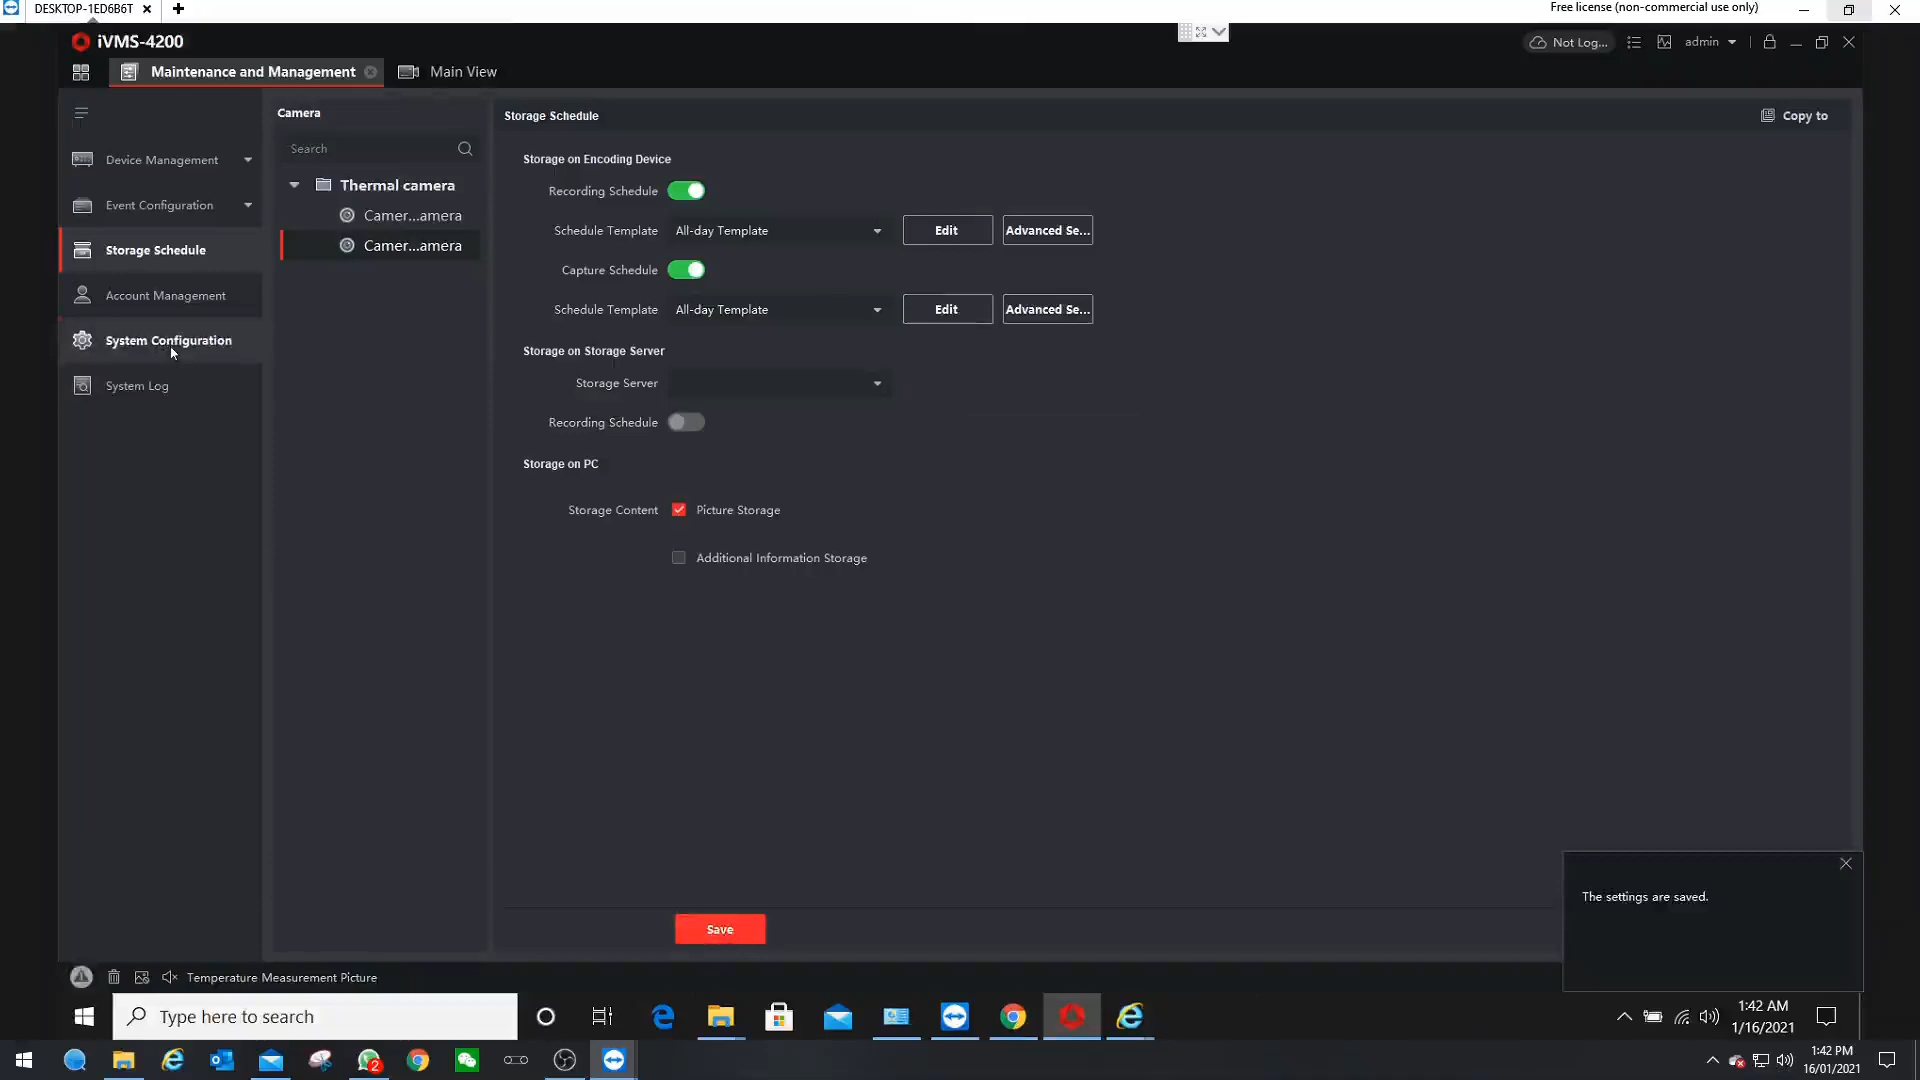 DESKTOP-1ED6B6T
Free license (non-commercial use only)
iVMS-4200
Not Log...
admin
Maintenance and Management
Main View
Camera
Storage Schedule
Copy to
Search
Device Management
Storage on Encoding Device
Thermal camera
Recording Schedule
Event Configuration
Camer...amera
Schedule Template
All-day Template
Edit
Advanced Se...
Storage Schedule
Camer...amera
Capture Schedule
Account Management
Schedule Template
All-day Template
Edit
Advanced Se...
System Configuration
Storage on Storage Server
System Log
Storage Server
Recording Schedule
Storage on PC
Storage Content
Picture Storage
Additional Information Storage
The settings are saved.
Save
Temperature Measurement Picture
Type here to search
1:42 AM
1/16/2021
2
1:42 PM
16/01/2021